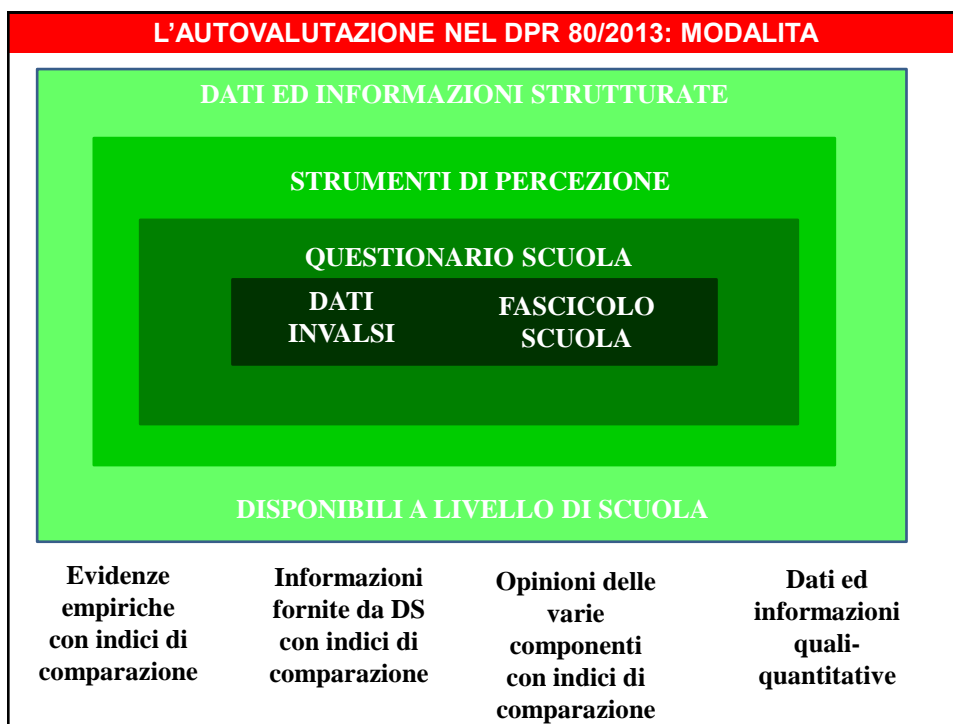 L’AUTOVALUTAZIONE NEL DPR 80/2013: MODALITA
DATI ED INFORMAZIONI STRUTTURATE
STRUMENTI DI PERCEZIONE
QUESTIONARIO SCUOLA
DATI
INVALSI
FASCICOLO
SCUOLA
DISPONIBILI A LIVELLO DI SCUOLA
Evidenze
empiriche
con indici di
comparazione
Informazioni
fornite da DS
con indici di
comparazione
Opinioni delle
varie
componenti
con indici di
comparazione
Dati ed
informazioni
quali-
quantitative